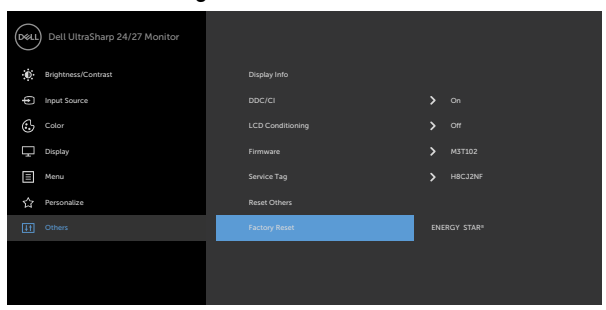 DELL Dell UltraSharp 24/27 Monitor
Brightness/Contrast Display Info
Input Source DDC/CI On
Color LCD Conditioning Off
Display Firmware M3T102
Menu Service Tag H8CJ2NF
Personalize Reset Others
Others Factory Reset ENERGY STAR®